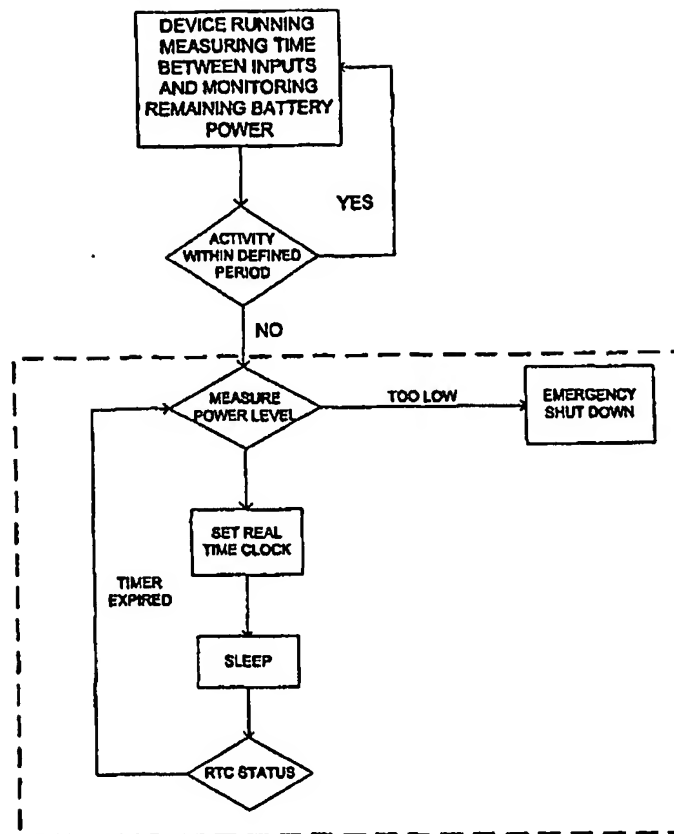 DEVICE RUNNING
MEASURING TIME
BETWEEN INPUTS
AND MONITORING
REMAINING BATTERY
POWER
YES
ACTIVITY
WITHIN DEFINED
PERIOD
NO
MEASURE
POWER LEVEL
TOO LOW
EMERGENCY
SHUT DOWN
SET REAL
TIME CLOCK
TIMER
EXPIRED
SLEEP
RTC STATUS